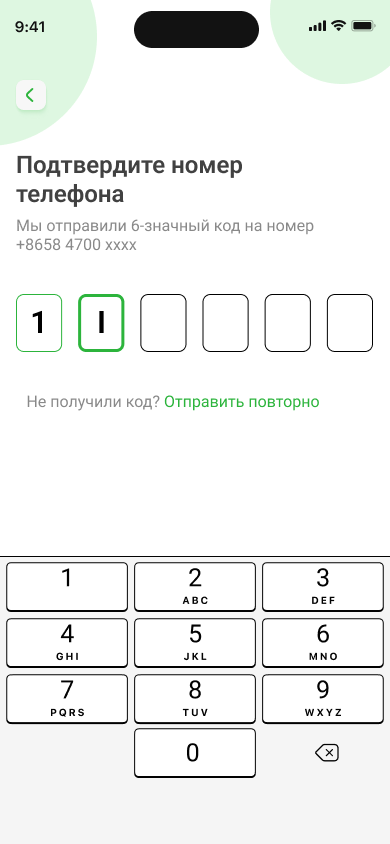 9:41
Подтвердите номер
телефона
Мы отправили 6-значный код на номер
+8658 4700 xxxx
1 I
Не получили код? Отправить повторно
1 2 3
ABC DEF
4 5 6
GHI JKL MNO
7 8 9
PQRS TUV WXYZ
0